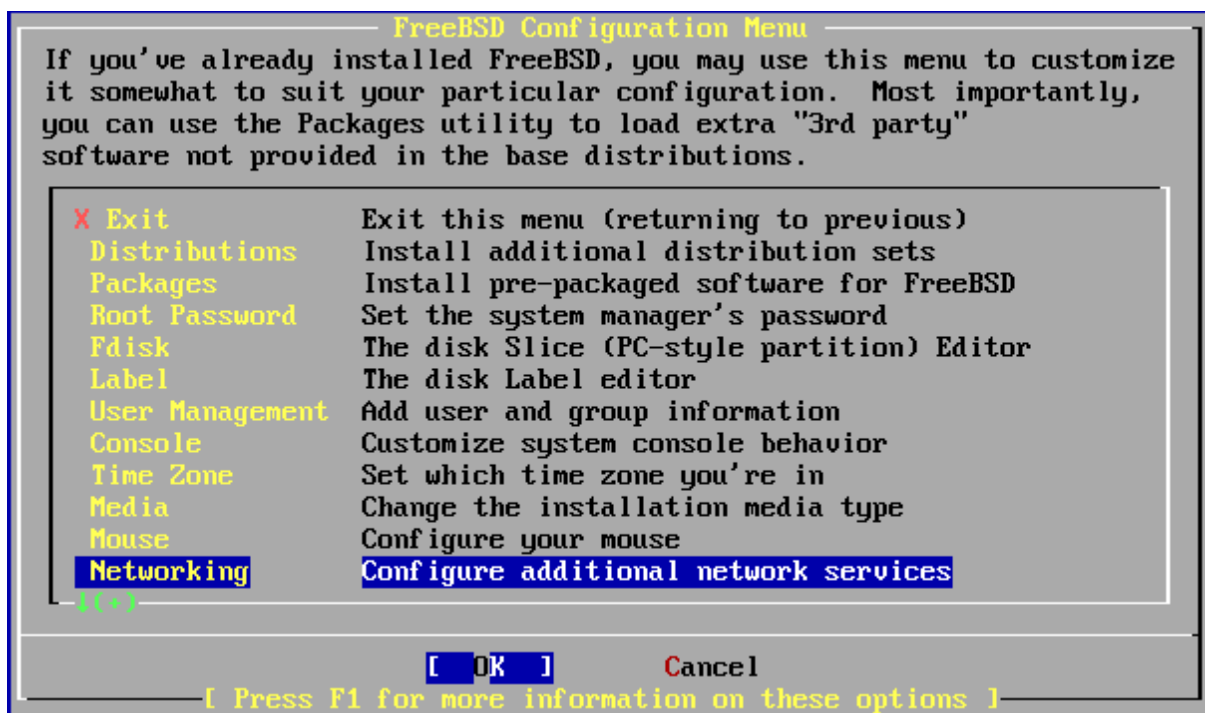 FreeBSD Configuration Menu
If you've already installed FreeBSD, you may use this menu to customize
it somewhat to suit your particular configuration.  Most importantly,
you can use the Packages utility to load extra "3rd party"
software not provided in the base distributions.
X Exit Exit this menu (returning to previous)
Distributions Install additional distribution sets
Packages Install pre-packaged software for FreeBSD
Root Password Set the system manager's password
Fdisk The disk Slice (PC-style partition) Editor
Label The disk Label editor
User Management Add user and group information
Console Customize system console behavior
Time Zone Set which time zone you're in
Media Change the installation media type
Mouse Configure your mouse
Networking Configure additional network services
↓(+)
[ OK ] Cancel
[ Press F1 for more information on these options ]